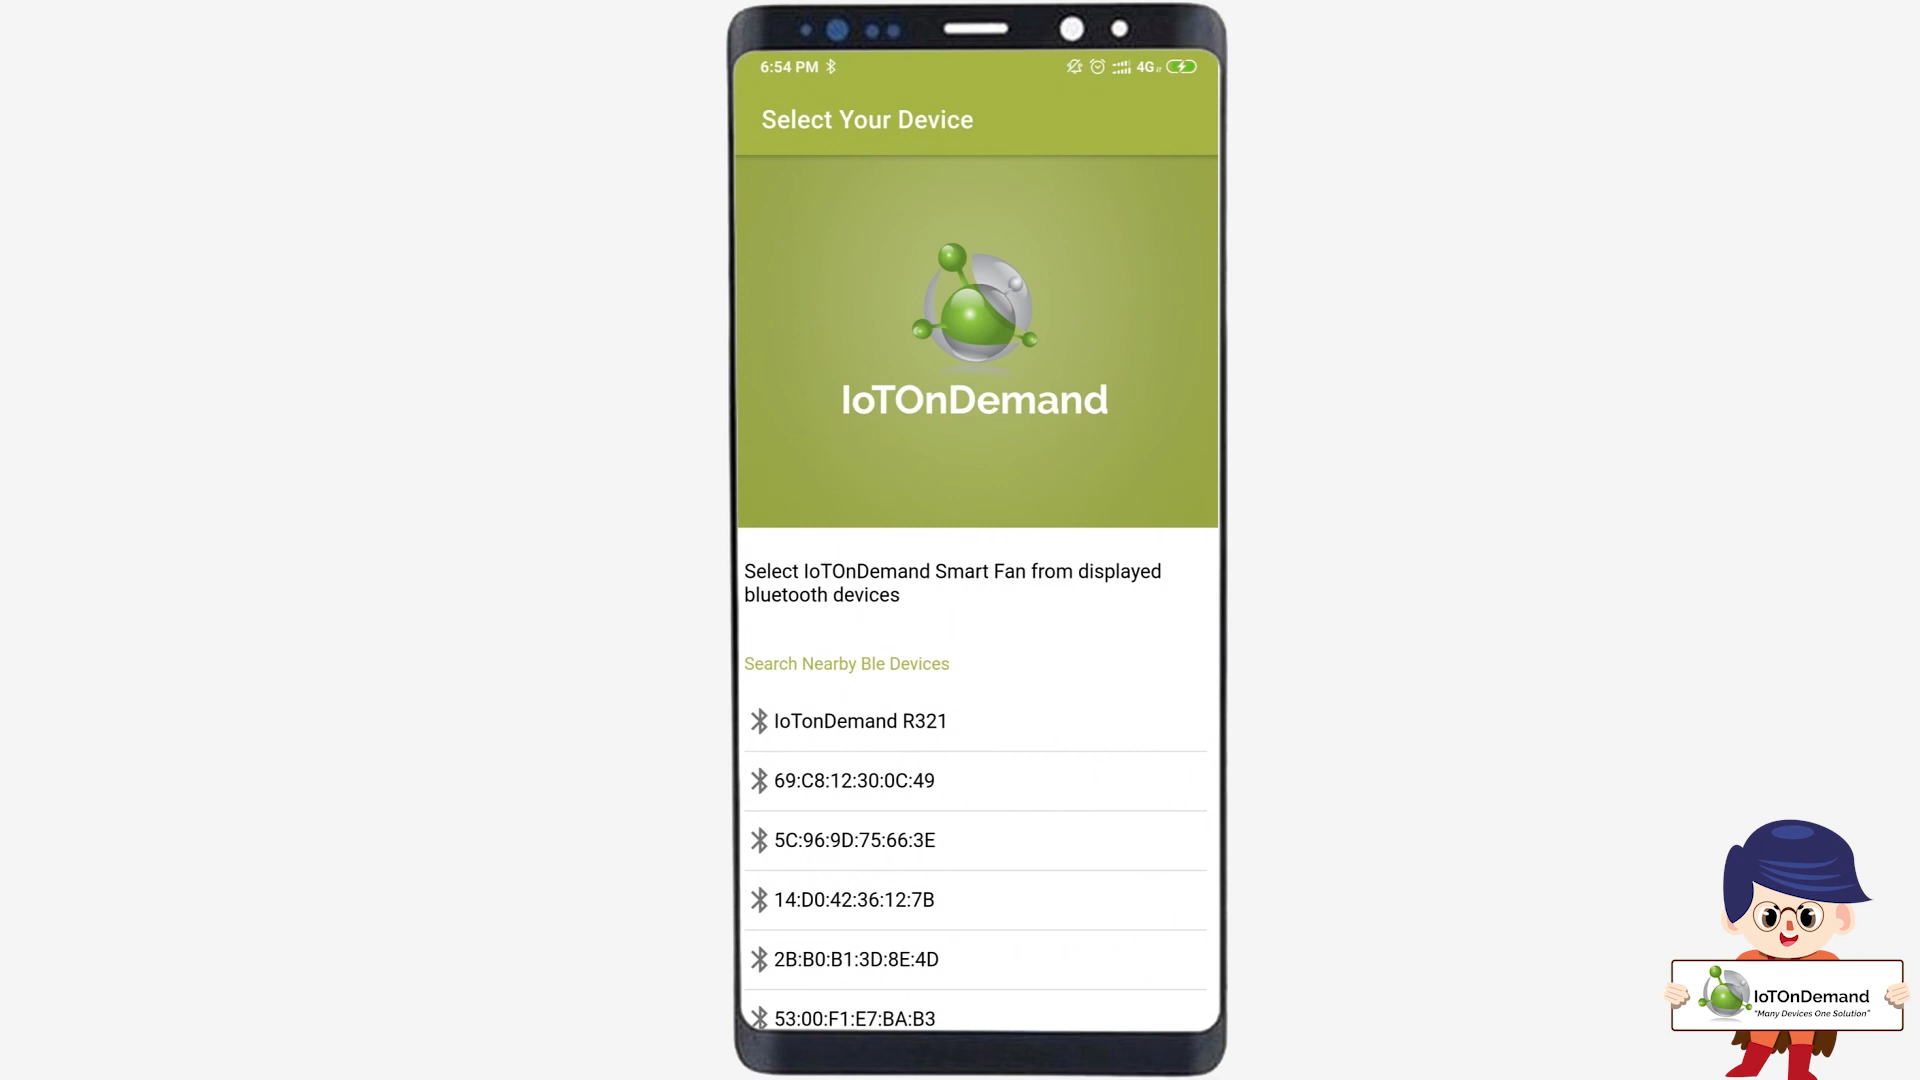 6:54 PM
4G
Select Your Device
IoTOnDemand
Select IoTOnDemand Smart Fan from displayed
bluetooth devices
Search Nearby Ble Devices
IoTonDemand R321
69:C8:12:30:0C:49
5C:96:9D:75:66:3E
14:D0:42:36:12:7B
2B:B0:B1:3D:8E:4D
53:00:F1:E7:BA:B3
IoTOnDemand
"Many Devices One Solution"